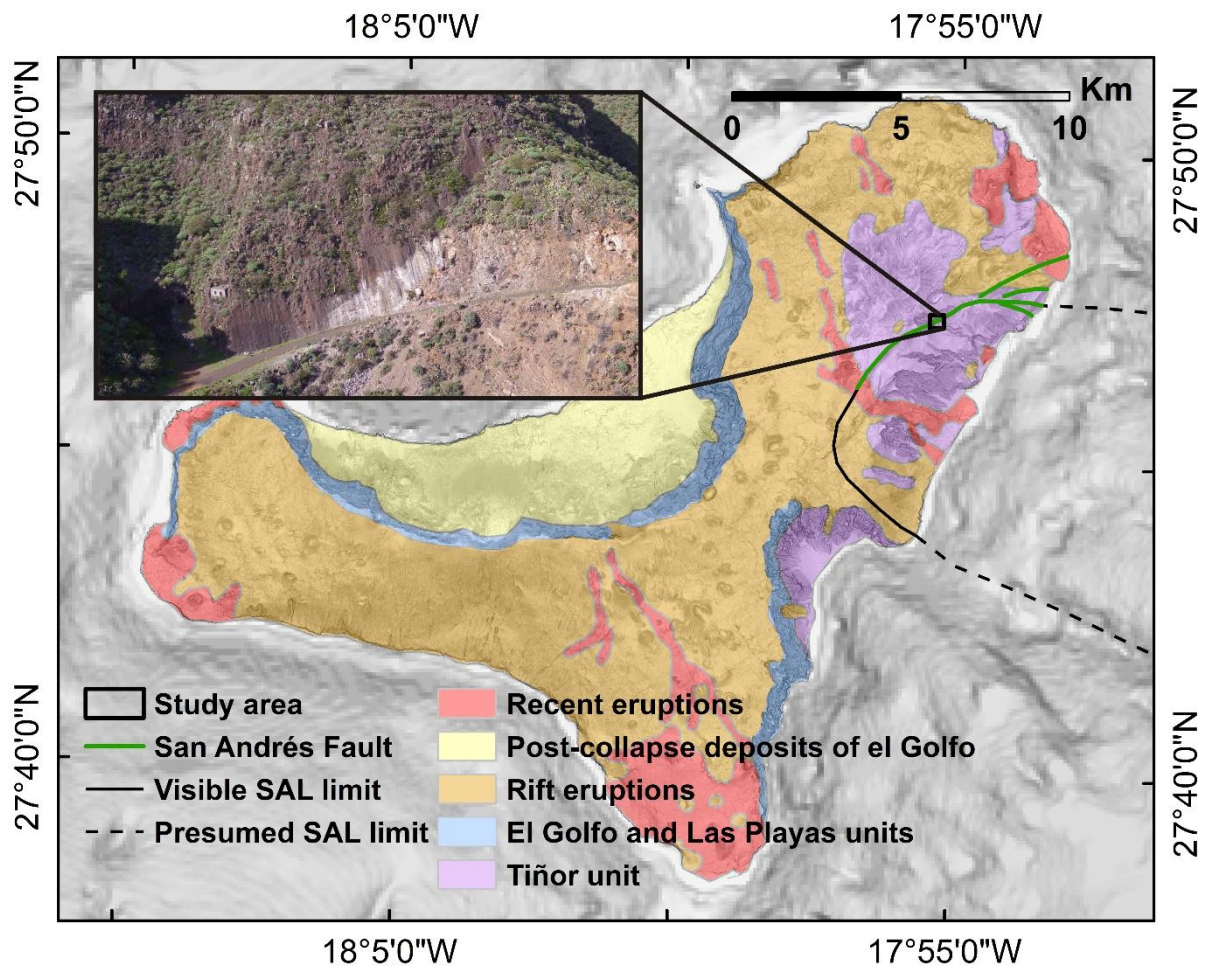 18°5'0"W
17°55'0"W
27°50'0"N
27°50'0"N
Km
0
5
10
Study area
San Andrés Fault
Visible SAL limit
Presumed SAL limit
Recent eruptions
Post-collapse deposits of el Golfo
Rift eruptions
El Golfo and Las Playas units
Tiñor unit
27°40'0"N
27°40'0"N
18°5'0"W
17°55'0"W